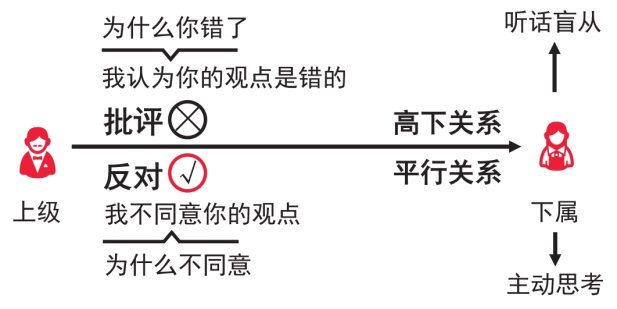 为什么你错了
我认为你的观点是错的
批评
高下关系
听话盲从
上级
下属
反对
平行关系
我不同意你的观点
为什么不同意
主动思考